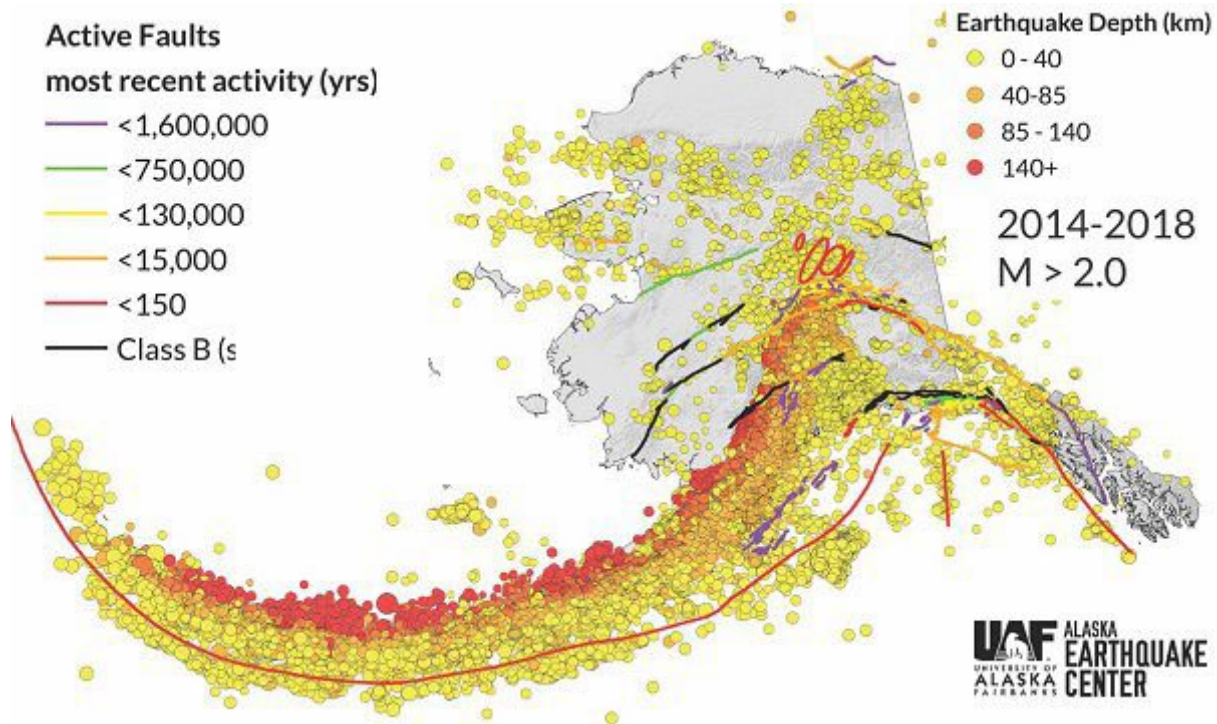 Active Faults
most recent activity (yrs)
<1,600,000
<750,000
<130,000
<15,000
<150
Class B (s
Earthquake Depth (km)
0 - 40
40-85
85 - 140
140+
2014-2018
M > 2.0
UAF
UNIVERSITY OF
ALASKA
FAIRBANKS
ALASKA
EARTHQUAKE
CENTER